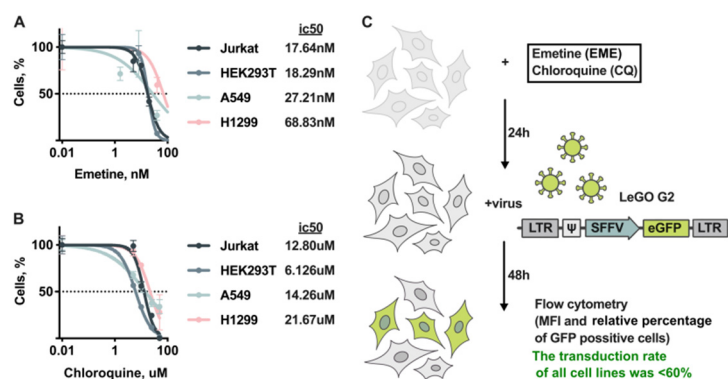 A
ic50
Jurkat 17.64nM
HEK293T 18.29nM
A549 27.21nM
H1299 68.83nM
Cells, %
100
50
0.01 1 100
Emetine, nM
B
ic50
Jurkat 12.80uM
HEK293T 6.126uM
A549 14.26uM
H1299 21.67uM
Cells, %
100
50
0.01 1 100
Chloroquine, uM
C
+
Emetine (EME)
Chloroquine (CQ)
24h
+virus
LeGO G2
LTR Ψ SFFV eGFP LTR
48h
Flow cytometry
(MFI and relative percentage
of GFP possitive cells)
The transduction rate
of all cell lines was <60%